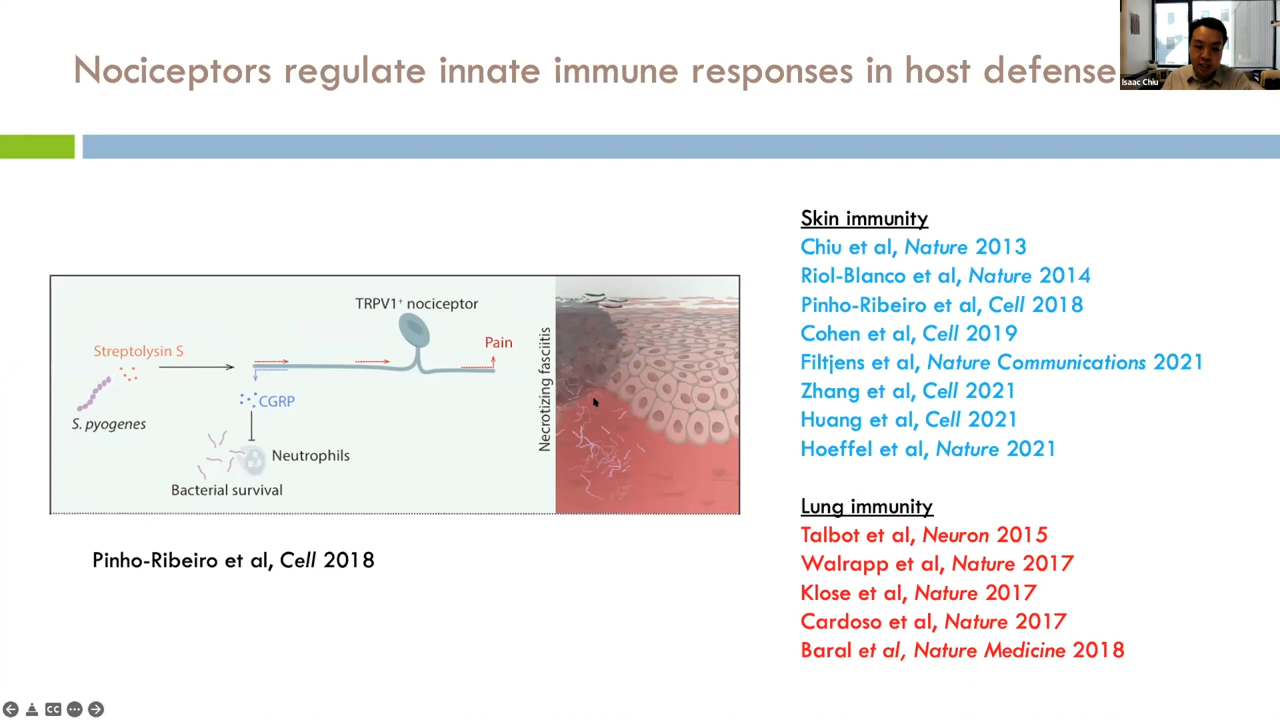 Nociceptors regulate innate immune responses in host defense
Isaac Chiu
Skin immunity
Chiu et al, Nature 2013
Riol-Blanco et al, Nature 2014
Pinho-Ribeiro et al, Cell 2018
Cohen et al, Cell 2019
Filtjens et al, Nature Communications 2021
Zhang et al, Cell 2021
Huang et al, Cell 2021
Hoeffel et al, Nature 2021
Lung immunity
Talbot et al, Neuron 2015
Walrapp et al, Nature 2017
Klose et al, Nature 2017
Cardoso et al, Nature 2017
Baral et al, Nature Medicine 2018
TRPV1⁺ nociceptor
Streptolysin S
Pain
CGRP
S. pyogenes
Neutrophils
Bacterial survival
Necrotizing fasciitis
Pinho-Ribeiro et al, Cell 2018
CC